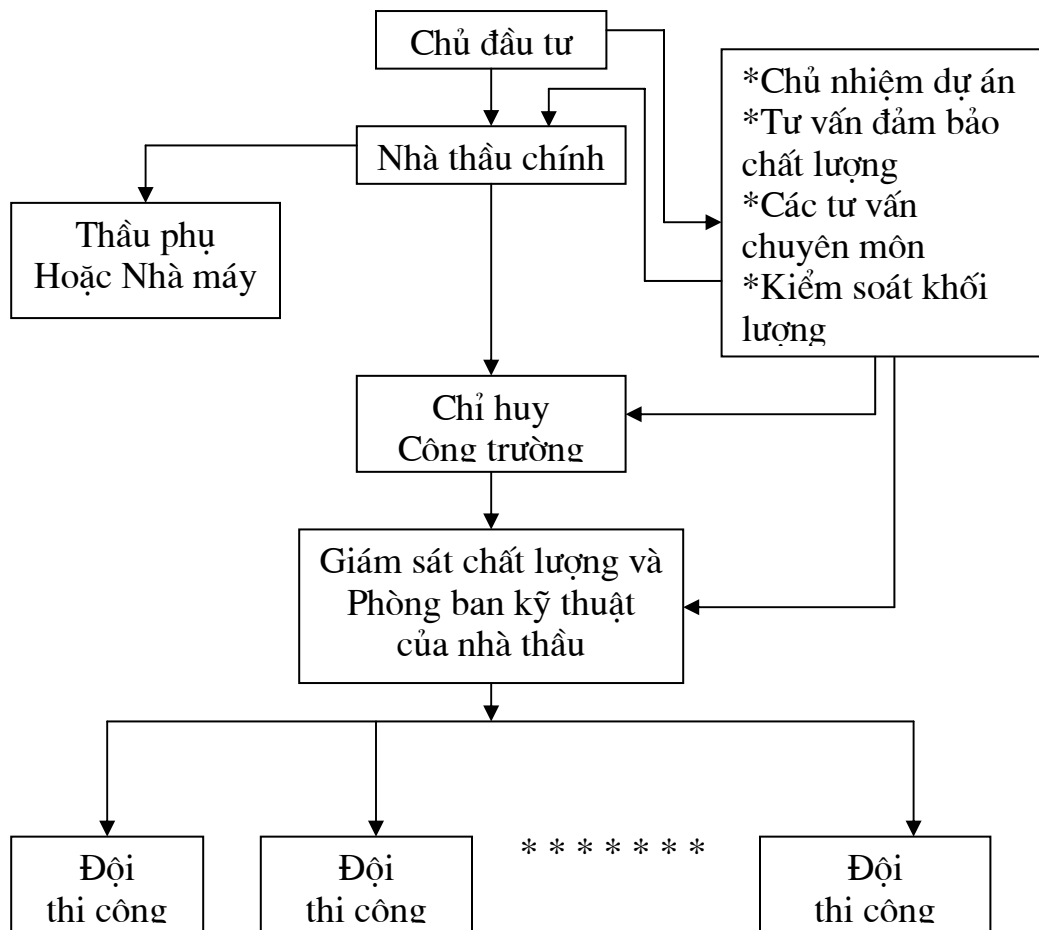 Chủ đầu tư
*Chủ nhiệm dự án
*Tư vấn đảm bảo
chất lượng
*Các tư vấn
chuyên môn
*Kiểm soát khối
lượng
Nhà thầu chính
Thầu phụ
Hoặc Nhà máy
Chỉ huy
Công trường
Giám sát chất lượng và
Phòng ban kỹ thuật
của nhà thầu
Đội
thi công
Đội
thi công
* * * * * * *
Đội
thi công